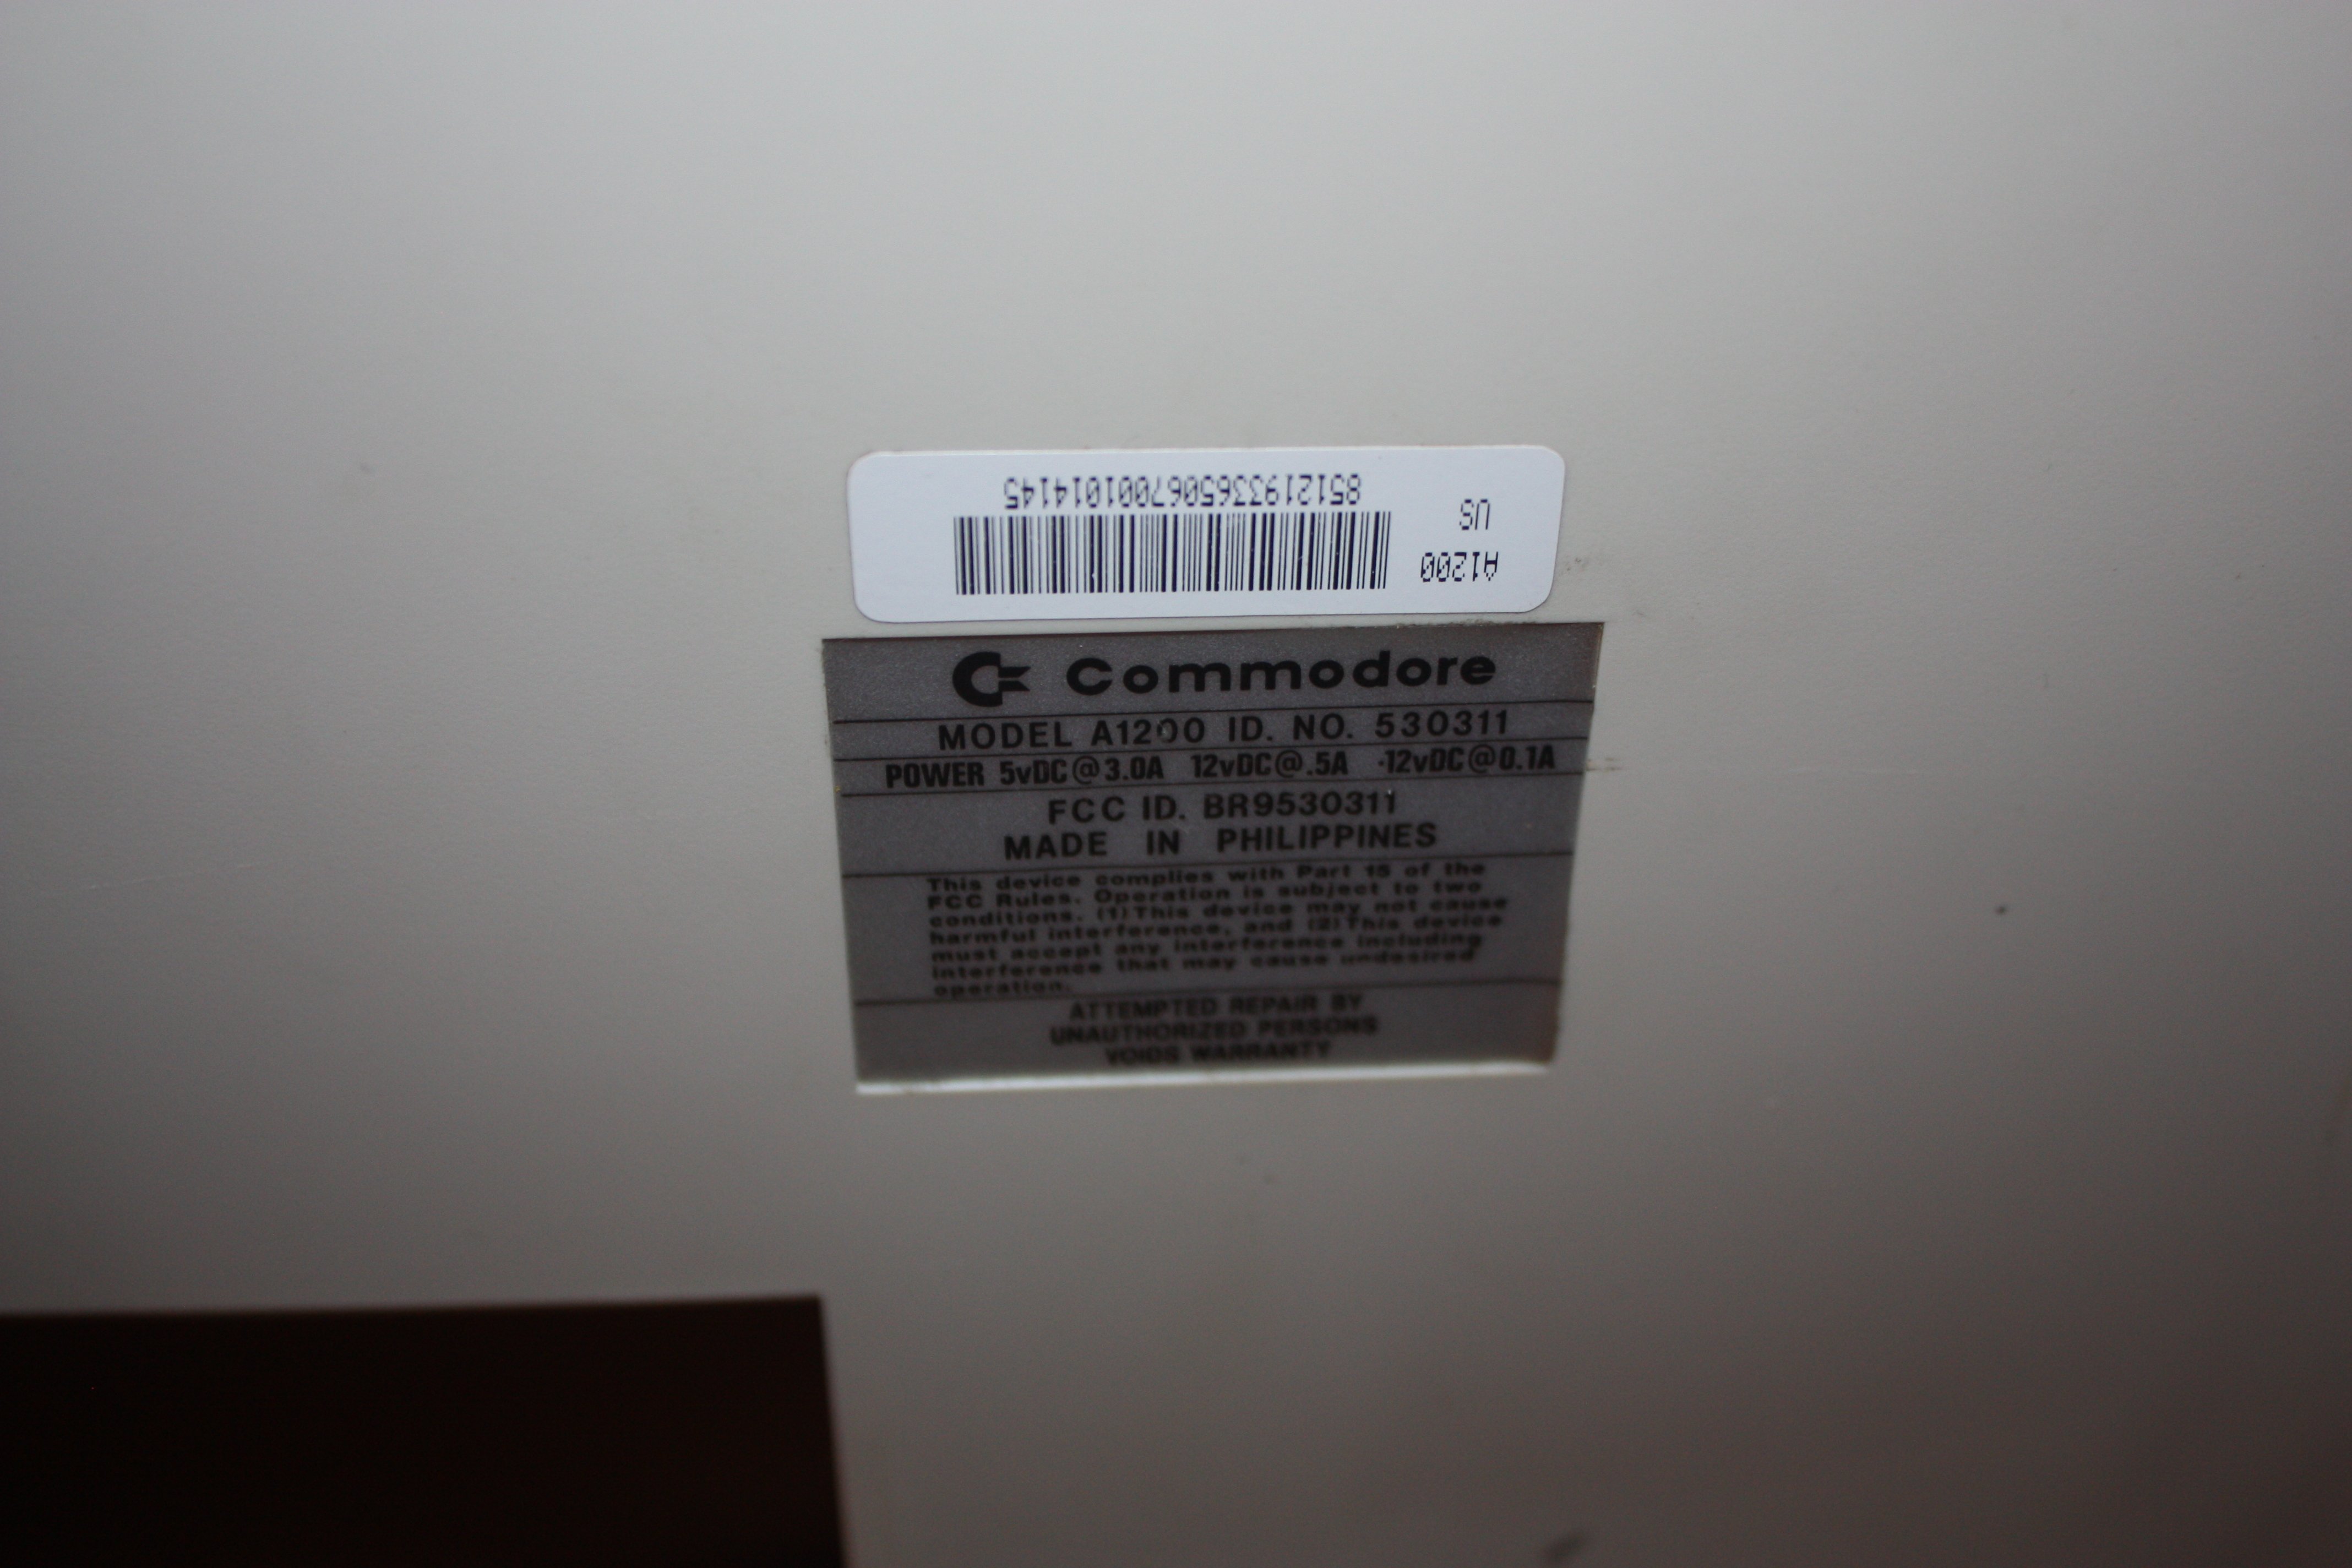 A1200
US
8512193365067001014145
Commodore
MODEL A1200 ID. NO. 530311
POWER 5vDC@3.0A 12vDC@.5A -12vDC@0.1A
FCC ID. BR9530311
MADE IN PHILIPPINES
This device complies with Part 15 of the
FCC Rules. Operation is subject to two
conditions. (1)This device may not cause
harmful interference, and (2)This device
must accept any interference including
interference that may cause undesired
operation.
ATTEMPTED REPAIR BY
UNAUTHORIZED PERSONS
VOIDS WARRANTY